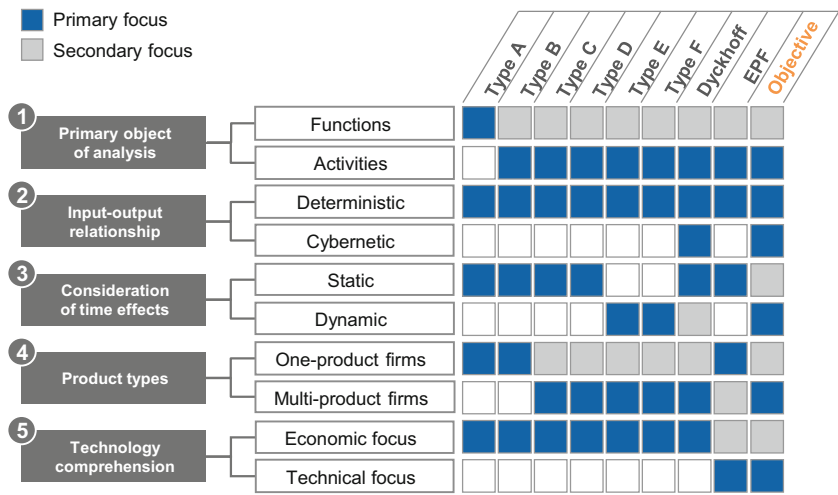 Primary focus
Secondary focus
Type A
Type B
Type C
Type D
Type E
Type F
Dyckhoff
EPF
Objective
1
Primary object
of analysis
Functions
Activities
2
Input-output
relationship
Deterministic
Cybernetic
3
Consideration
of time effects
Static
Dynamic
4
Product types
One-product firms
Multi-product firms
5
Technology
comprehension
Economic focus
Technical focus